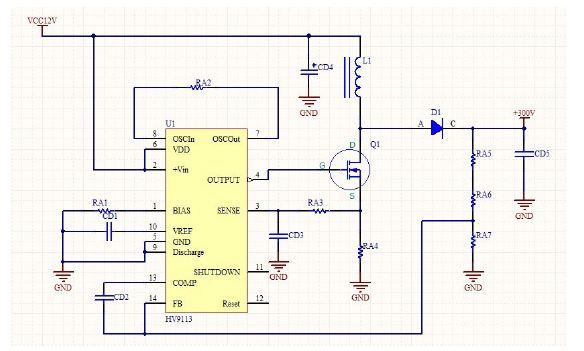 VCC12V
CD4
L1
GND
RA2
U1
8 OSCIn OSCOut 7
6 VDD
2 +Vin
OUTPUT 4
G D Q1 S
A D1 C
+300V
RA5
CD5
RA6
GND
RA7
GND
RA1
1 BIAS SENSE 3
RA3
CD1
10 VREF
5 GND
9 Discharge
CD3
GND
RA4
GND
GND
SHUTDOWN 11
13 COMP
CD2
14 FB Reset 12
HV9113